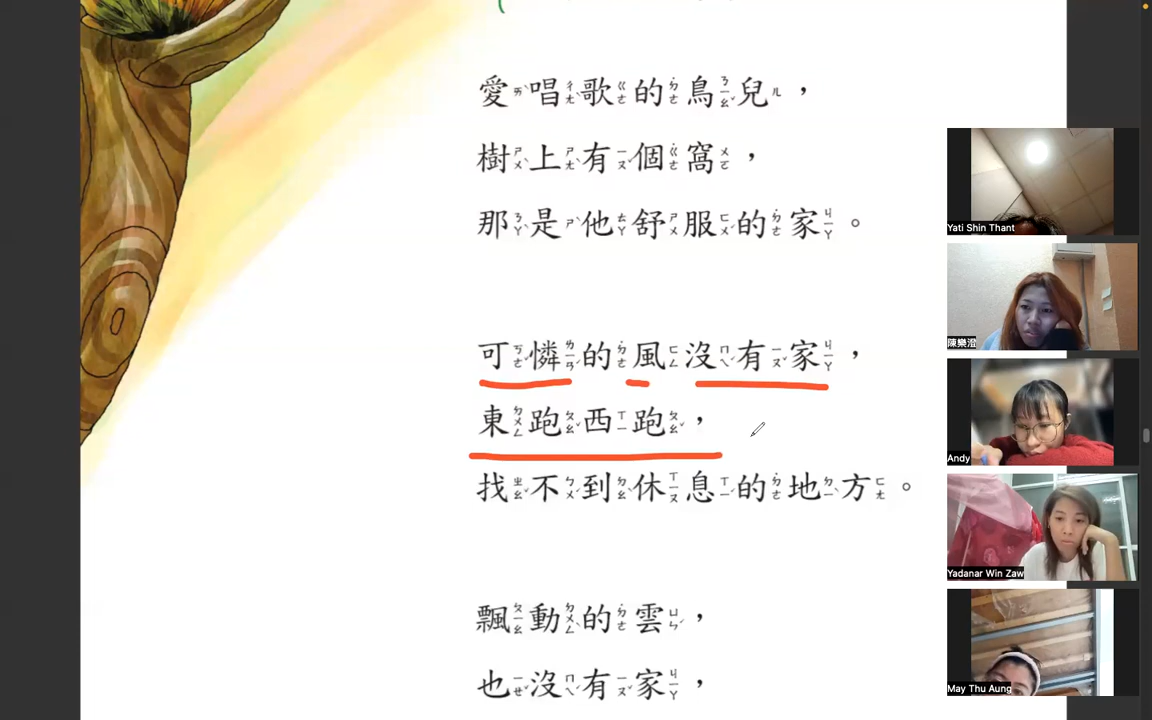 愛唱歌的鳥兒，
樹上有個窩，
那是他舒服的家。
可憐的風沒有家，
東跑西跑，
找不到休息的地方。
飄動的雲，
也沒有家，
Yati Shin Thant
陳樂澄
Andy
Yadanar Win Zaw
May Thu Aung